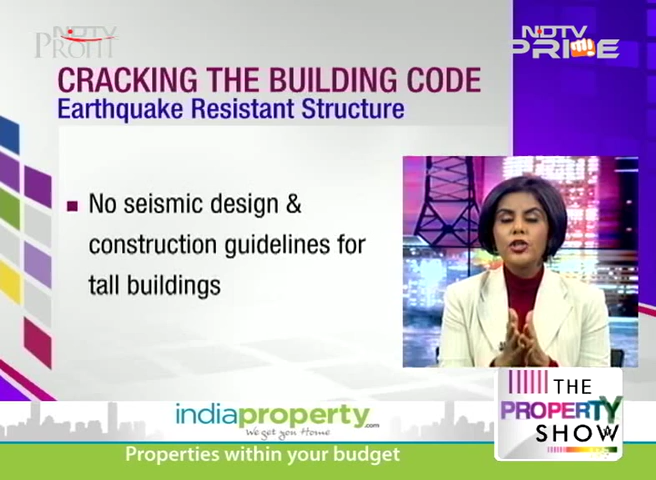 NDTV
PROFIT
NDTV
PRIME
CRACKING THE BUILDING CODE
Earthquake Resistant Structure
No seismic design &
construction guidelines for
tall buildings
THE
PROPERTY
SHOW
indiaproperty.com
We get you Home
Properties within your budget